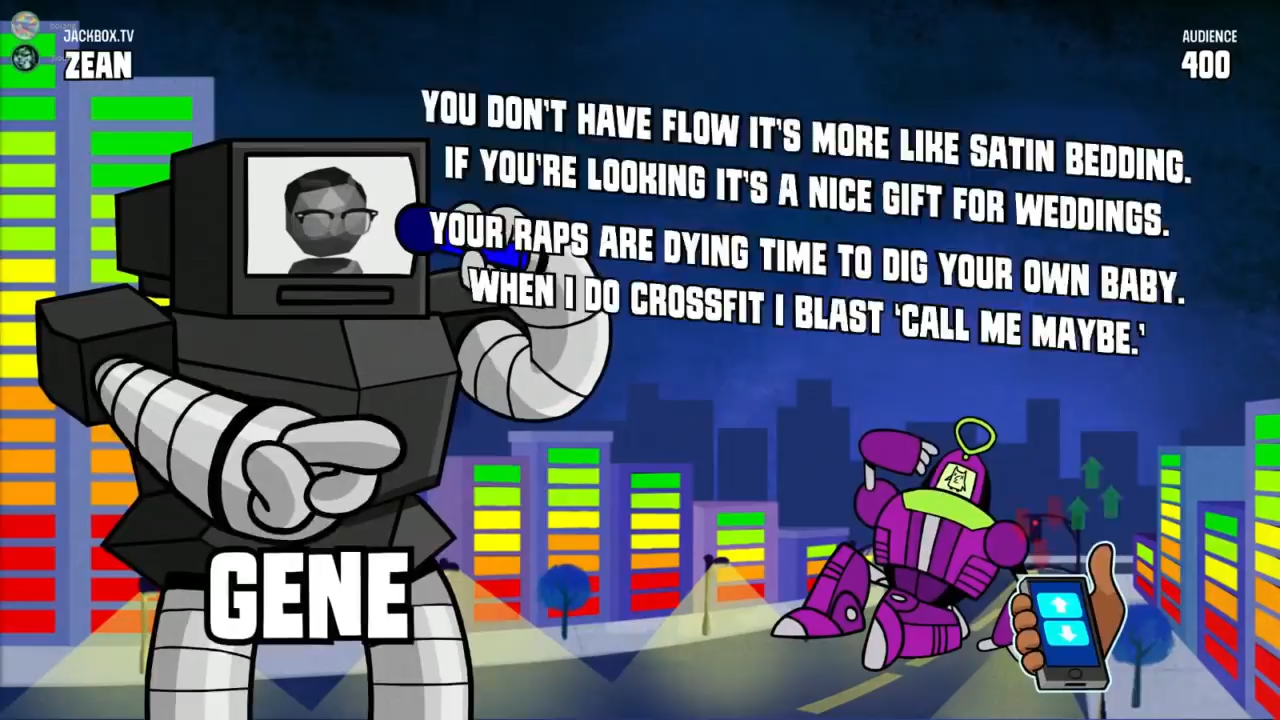 JACKBOX.TV
ZEAN
AUDIENCE
400
YOU DON'T HAVE FLOW IT'S MORE LIKE SATIN BEDDING.
IF YOU'RE LOOKING IT'S A NICE GIFT FOR WEDDINGS.
YOUR RAPS ARE DYING TIME TO DIG YOUR OWN BABY.
WHEN I DO CROSSFIT I BLAST 'CALL ME MAYBE.'
GENE